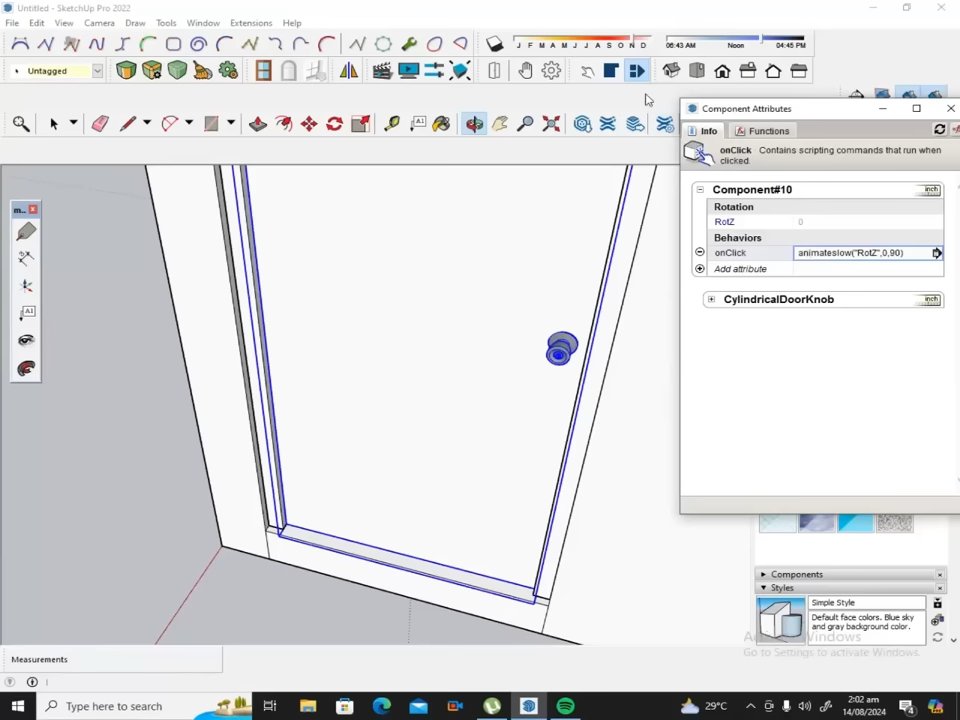 Untitled - SketchUp Pro 2022
File Edit View Camera Draw Tools Window Extensions Help
J F M A M J J A S O N D
06:43 AM Noon 04:45 PM
Untagged
Component Attributes
Info Functions
onClick Contains scripting commands that run when clicked.
Component#10
inch
Rotation
RotZ 0
Behaviors
onClick animateslow("RotZ",0,90)
Add attribute
CylindricalDoorKnob
inch
m...
A1
Components
Styles
Simple Style
Default face colors. Blue sky and gray background color.
Activate Windows
Go to Settings to activate Windows.
Measurements
Type here to search
29°C
2:02 am
14/08/2024
4